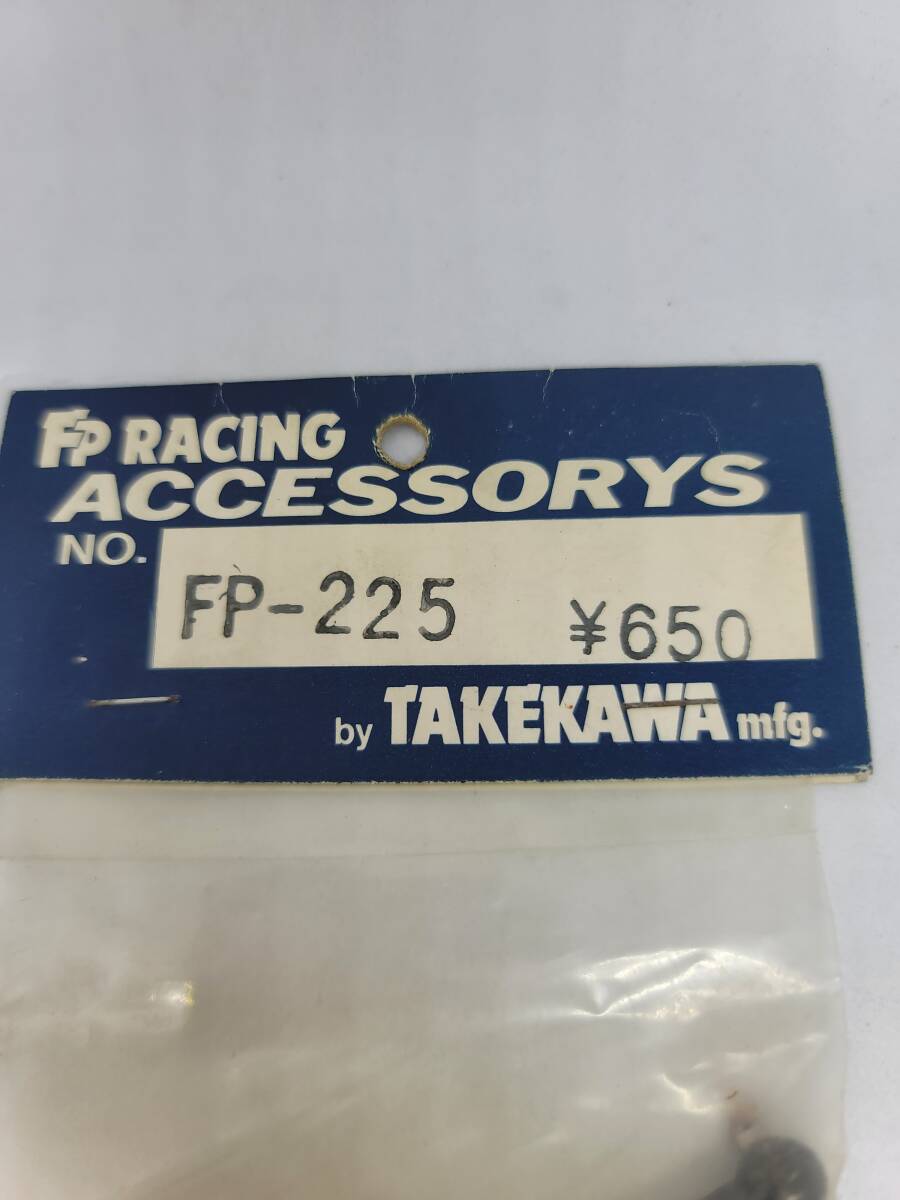 FP RACING
ACCESSORYS
NO. FP-225 ¥650
by TAKEKAWA mfg.